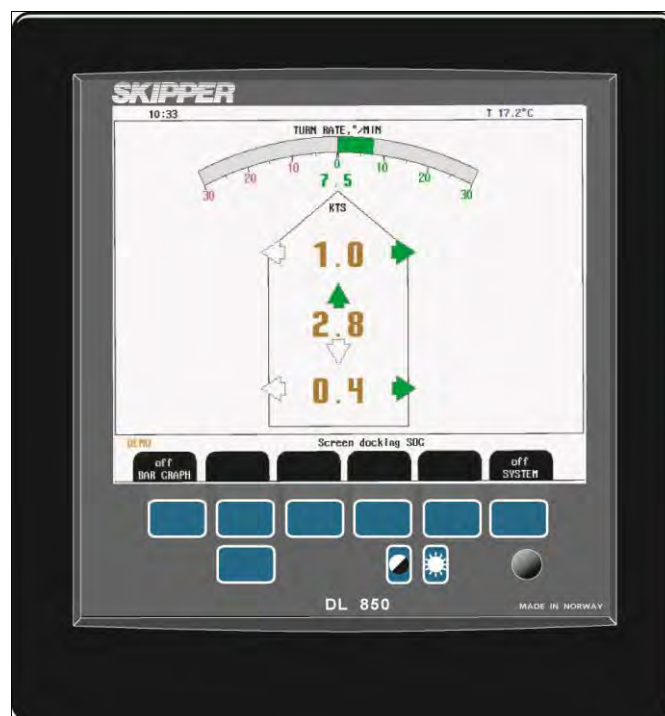 SKIPPER
10:33 T 17.2°C
TURN RATE,°/MIN
30 20 10 0 10 20 30
7.5
KTS
1.0
2.8
0.4
DEMO Screen docking SOG
off off
BAR GRAPH SYSTEM
DL 850 MADE IN NORWAY